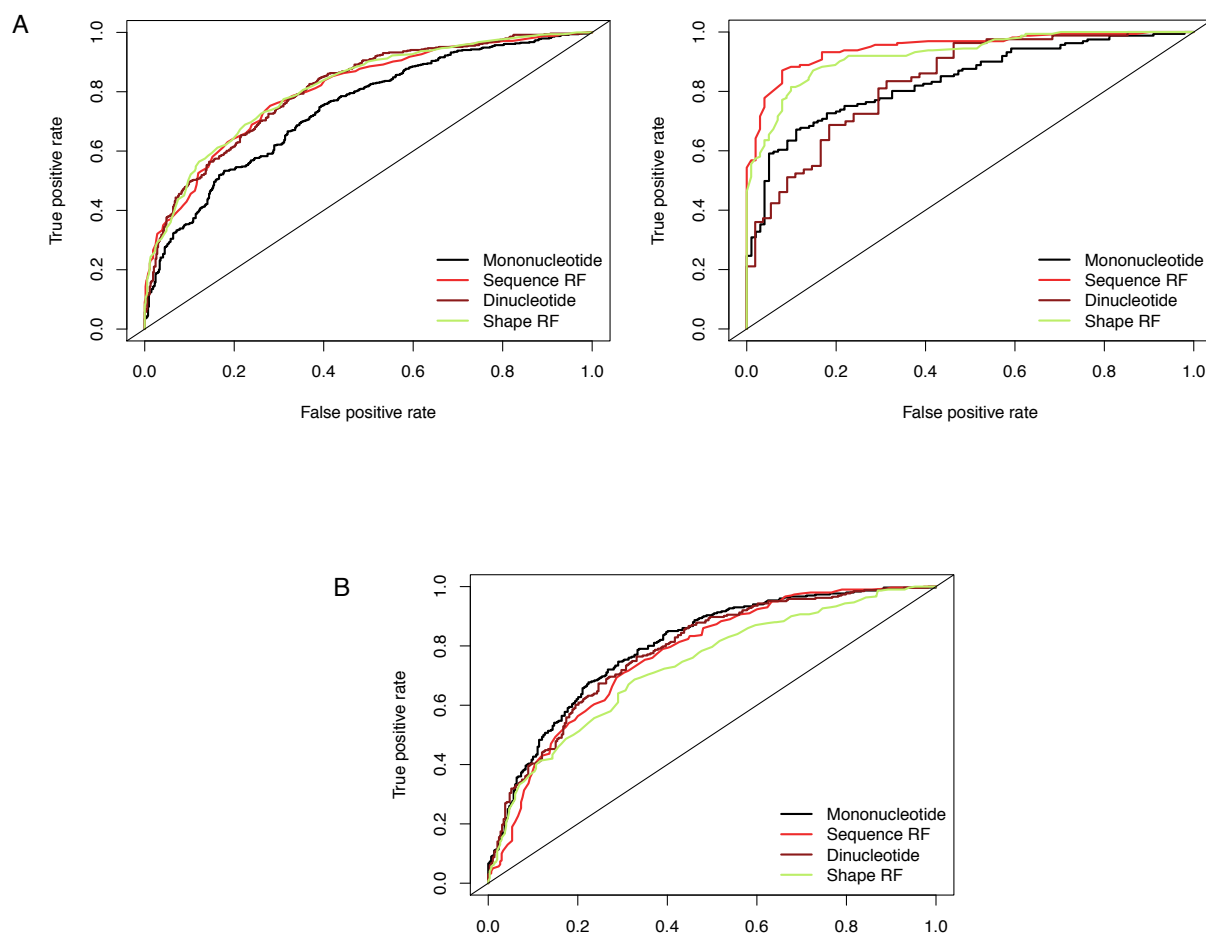 A
True positive rate
1.0
0.8
0.6
0.4
0.2
0.0
Mononucleotide
Sequence RF
Dinucleotide
Shape RF
0.0 0.2 0.4 0.6 0.8 1.0
False positive rate
True positive rate
1.0
0.8
0.6
0.4
0.2
0.0
Mononucleotide
Sequence RF
Dinucleotide
Shape RF
0.0 0.2 0.4 0.6 0.8 1.0
False positive rate
B
True positive rate
1.0
0.8
0.6
0.4
0.2
0.0
Mononucleotide
Sequence RF
Dinucleotide
Shape RF
0.0 0.2 0.4 0.6 0.8 1.0